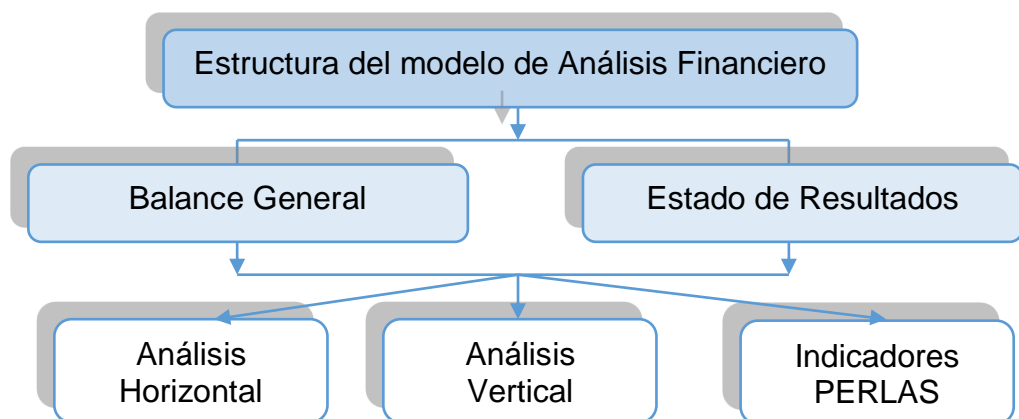 Estructura del modelo de Análisis Financiero
Balance General
Estado de Resultados
Análisis
Horizontal
Análisis
Vertical
Indicadores
PERLAS